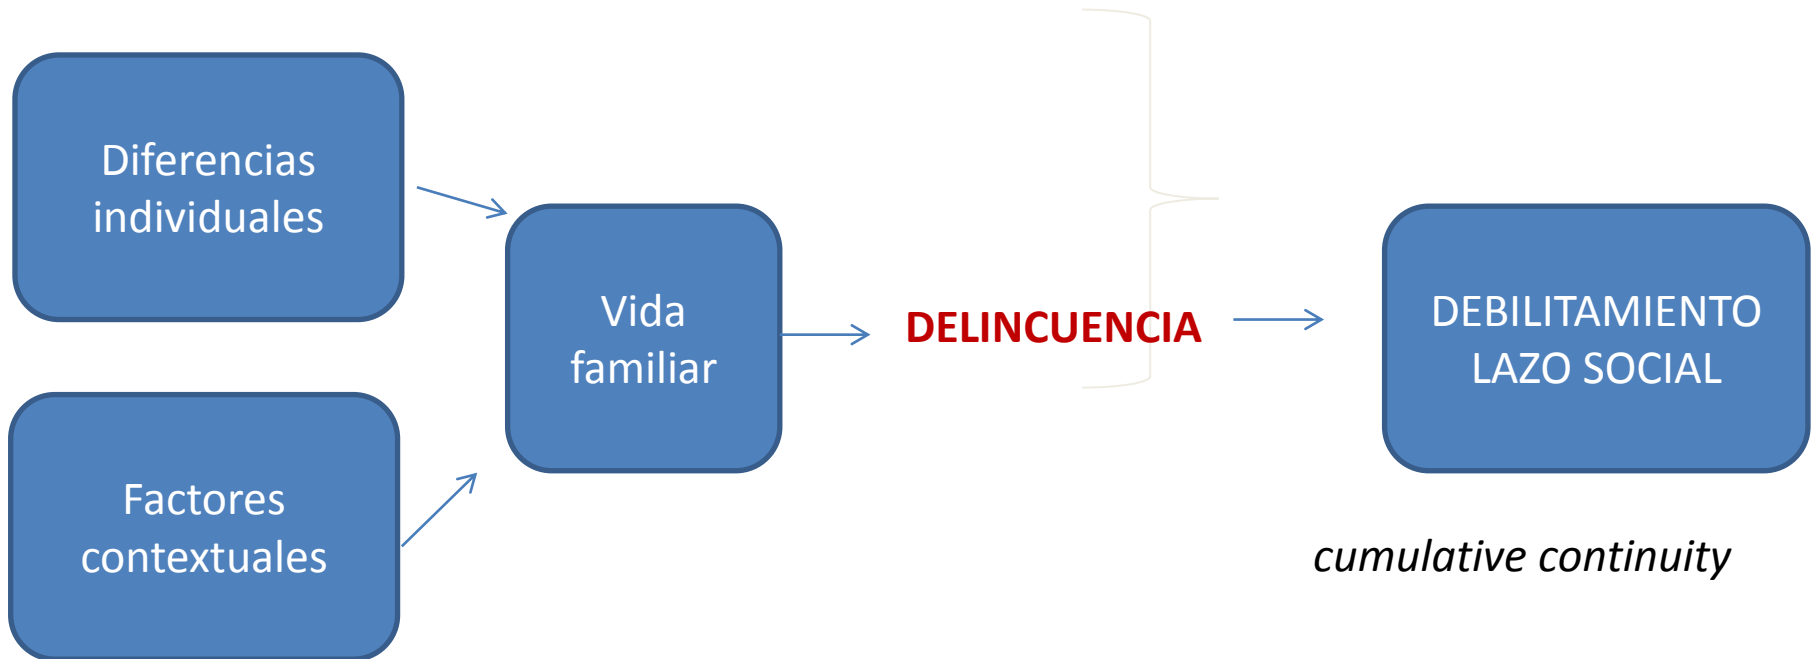 Diferencias
individuales
Factores
contextuales
Vida
familiar
DELINCUENCIA
DEBILITAMIENTO
LAZO SOCIAL
cumulative continuity